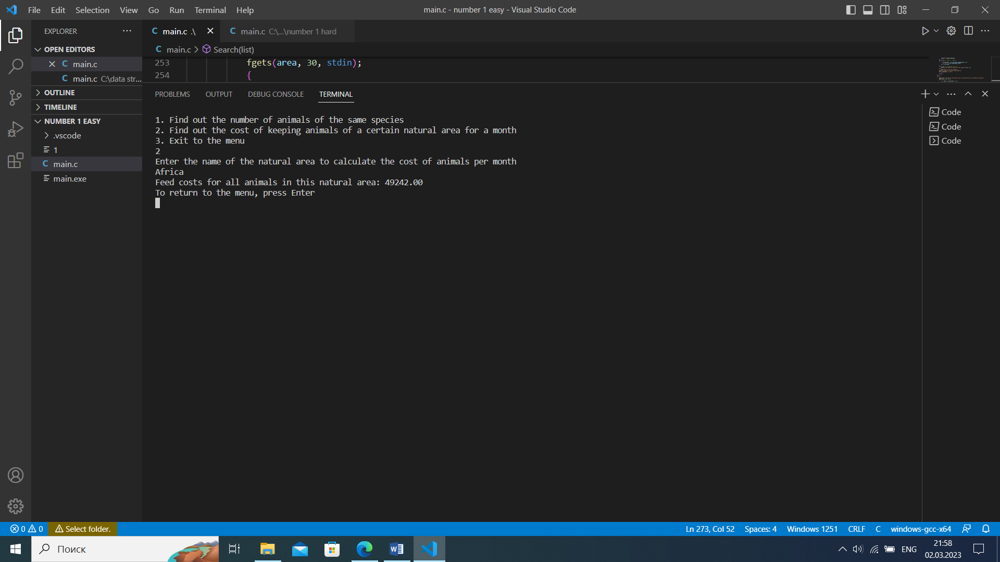 File Edit Selection View Go Run Terminal Help
main.c - number 1 easy - Visual Studio Code
EXPLORER
main.c .\
main.c C:\...\number 1 hard
OPEN EDITORS
main.c
main.c C:\data str...
OUTLINE
TIMELINE
NUMBER 1 EASY
.vscode
1
main.c
main.exe
main.c > Search(list)
253 fgets(area, 30, stdin);
254 {
PROBLEMS OUTPUT DEBUG CONSOLE TERMINAL
1. Find out the number of animals of the same species
2. Find out the cost of keeping animals of a certain natural area for a month
3. Exit to the menu
2
Enter the name of the natural area to calculate the cost of animals per month
Africa
Feed costs for all animals in this natural area: 49242.00
To return to the menu, press Enter
Code
Code
Code
0 0 Select folder.
Ln 273, Col 52 Spaces: 4 Windows 1251 CRLF C windows-gcc-x64
Поиск
ENG
21:58
02.03.2023